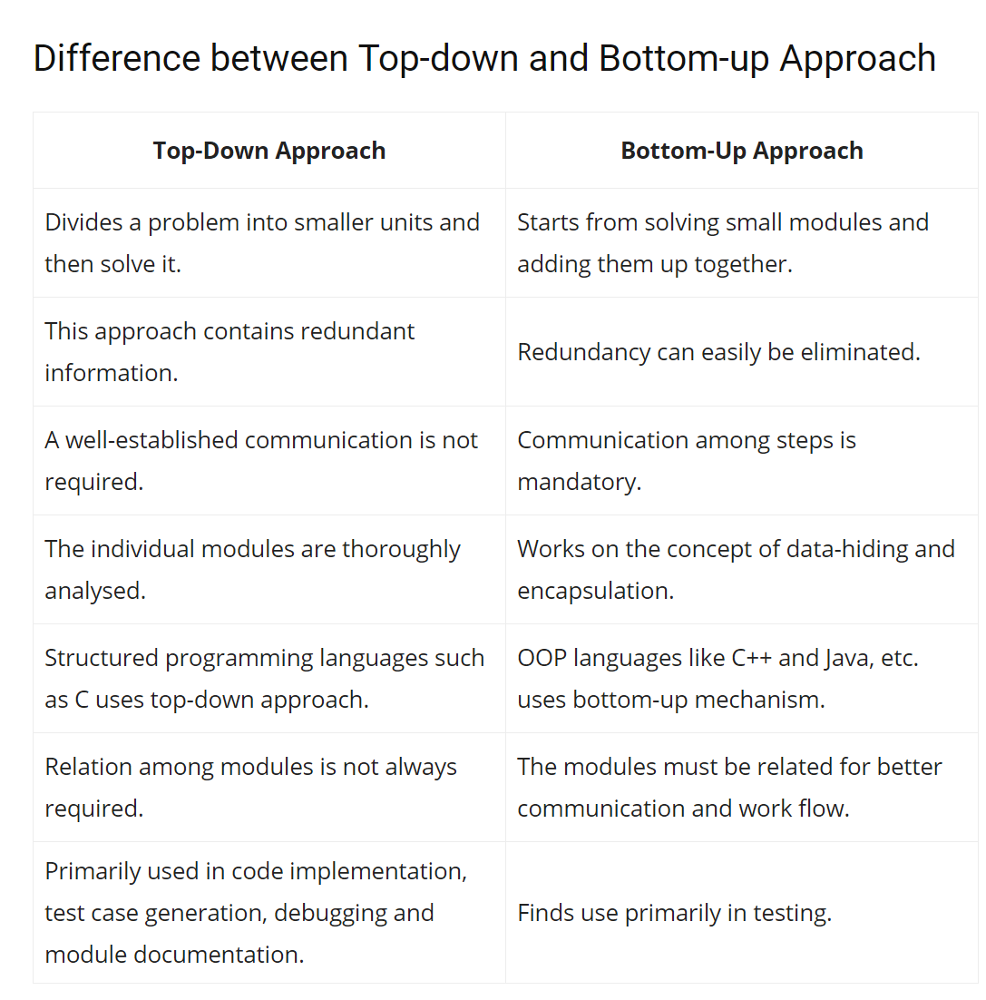 Difference between Top-down and Bottom-up Approach
Top-Down Approach
Bottom-Up Approach
Divides a problem into smaller units and
then solve it.
Starts from solving small modules and
adding them up together.
This approach contains redundant
information.
Redundancy can easily be eliminated.
A well-established communication is not
required.
Communication among steps is
mandatory.
The individual modules are thoroughly
analysed.
Works on the concept of data-hiding and
encapsulation.
Structured programming languages such
as C uses top-down approach.
OOP languages like C++ and Java, etc.
uses bottom-up mechanism.
Relation among modules is not always
required.
The modules must be related for better
communication and work flow.
Primarily used in code implementation,
test case generation, debugging and
module documentation.
Finds use primarily in testing.